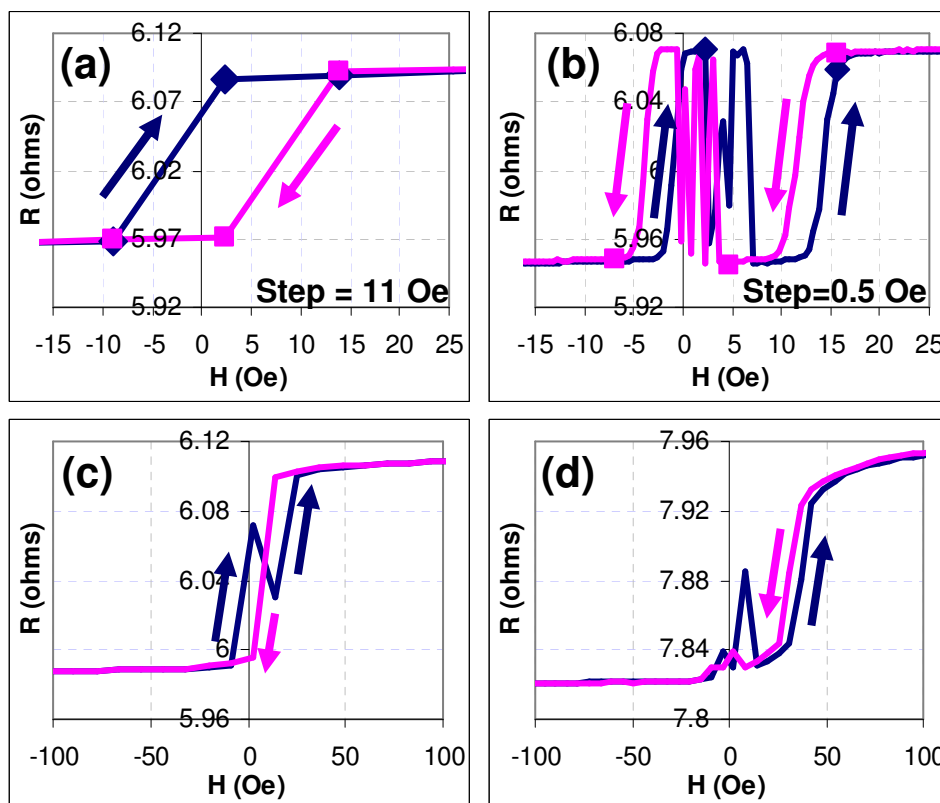 (a)
6.12
6.07
6.02
5.97
5.92
R (ohms)
Step = 11 Oe
-15 -10 -5 0 5 10 15 20 25
H (Oe)
(b)
6.08
6.04
6
5.96
5.92
R (ohms)
Step=0.5 Oe
-15 -10 -5 0 5 10 15 20 25
H (Oe)
(c)
6.12
6.08
6.04
6
5.96
R (ohms)
-100 -50 0 50 100
H (Oe)
(d)
7.96
7.92
7.88
7.84
7.8
R (ohms)
-100 -50 0 50 100
H (Oe)